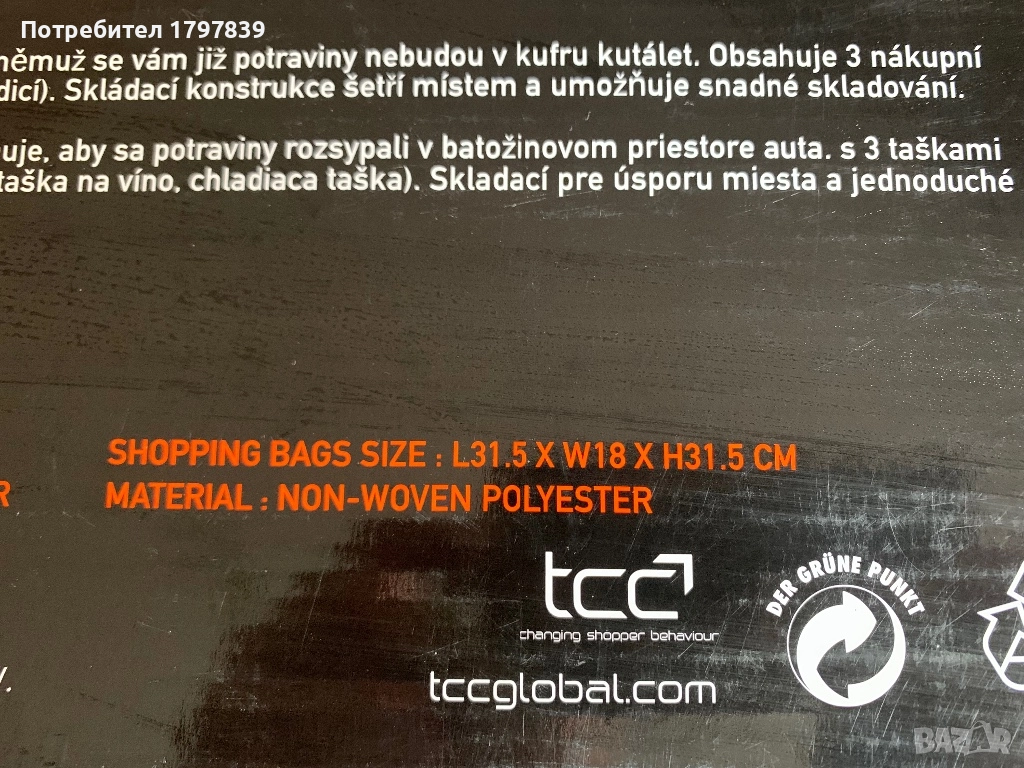 Потребител 1797839
němuž se vám již potraviny nebudou v kufru kutálet. Obsahuje 3 nákupní
dicí). Skládací konstrukce šetří místem a umožňuje snadné skladování.
uje, aby sa potraviny rozsypali v batožinovom priestore auta. s 3 taškami
taška na víno, chladiaca taška). Skladací pre úsporu miesta a jednoduché
SHOPPING BAGS SIZE : L31.5 X W18 X H31.5 CM
R
MATERIAL : NON-WOVEN POLYESTER
tcc
changing shopper behaviour
DER GRÜNE PUNKT
tccglobal.com
BAZAR